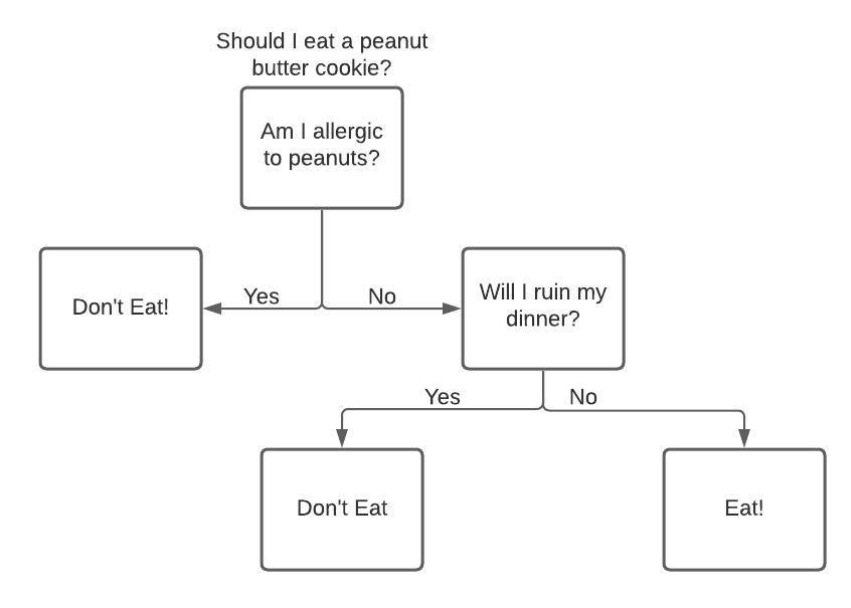 Should I eat a peanut
butter cookie?
Am I allergic
to peanuts?
Don't Eat!
Yes
No
Will I ruin my
dinner?
Yes
No
Don't Eat
Eat!